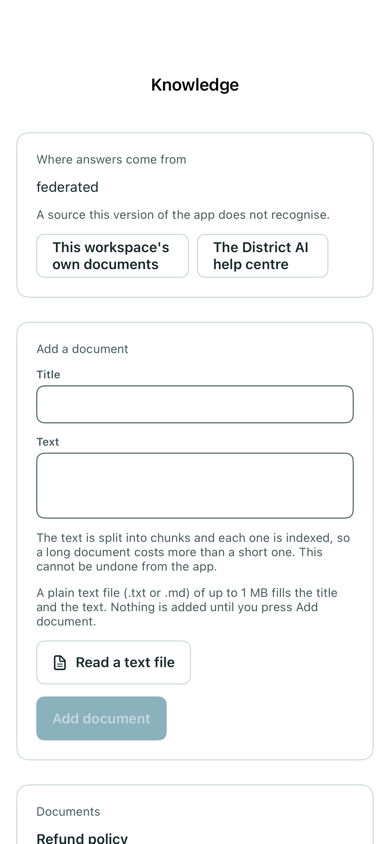 Knowledge
Where answers come from
federated
A source this version of the app does not recognise.
This workspace's
own documents
The District AI
help centre
Add a document
Title
Text
The text is split into chunks and each one is indexed, so
a long document costs more than a short one. This
cannot be undone from the app.
A plain text file (.txt or .md) of up to 1 MB fills the title
and the text. Nothing is added until you press Add
document.
Read a text file
Add document
Documents
Refund policy